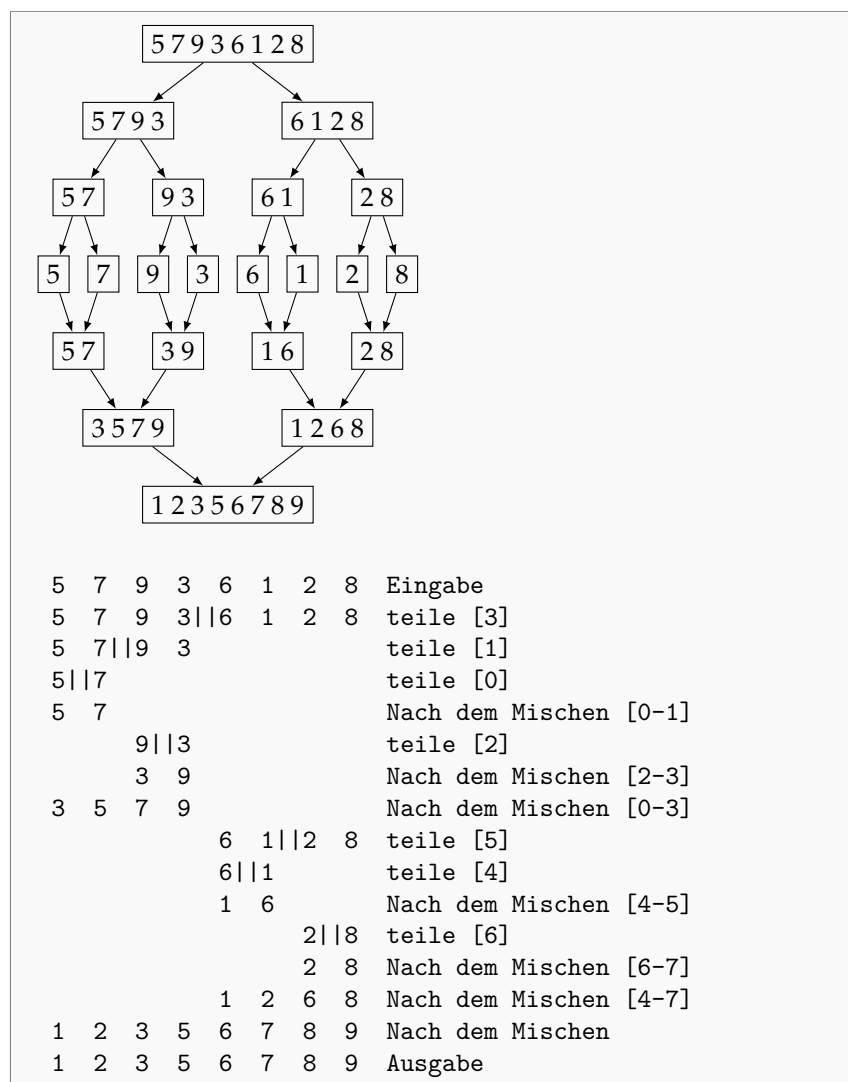 5 7 9 3 6 1 2 8
5 7 9 3 6 1 2 8
5 7 9 3 6 1 2 8
5 7 9 3 6 1 2 8
5 7 3 9 1 6 2 8
3 5 7 9 1 2 6 8
1 2 3 5 6 7 8 9
5 7 9 3 6 1 2 8 Eingabe
5 7 9 3||6 1 2 8 teile [3]
5 7||9 3 teile [1]
5||7 teile [0]
5 7 Nach dem Mischen [0-1]
9||3 teile [2]
3 9 Nach dem Mischen [2-3]
3 5 7 9 Nach dem Mischen [0-3]
6 1||2 8 teile [5]
6||1 teile [4]
1 6 Nach dem Mischen [4-5]
2||8 teile [6]
2 8 Nach dem Mischen [6-7]
1 2 6 8 Nach dem Mischen [4-7]
1 2 3 5 6 7 8 9 Nach dem Mischen
1 2 3 5 6 7 8 9 Ausgabe